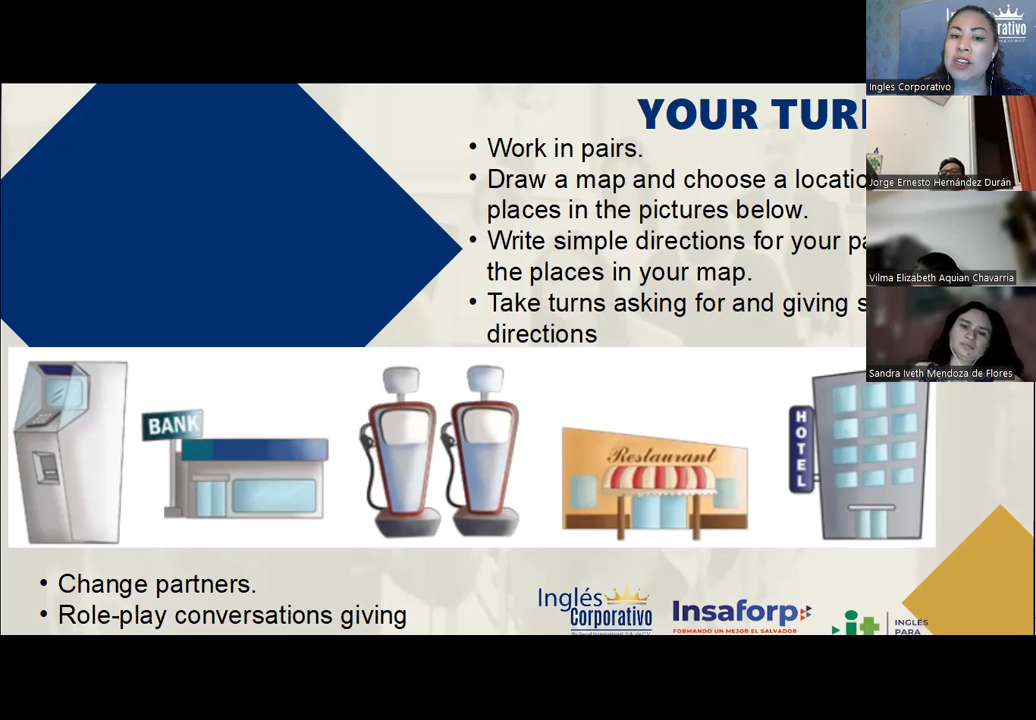 YOUR TUR
• Work in pairs.
• Draw a map and choose a locatio
places in the pictures below.
• Write simple directions for your pa
the places in your map.
• Take turns asking for and giving s
directions
BANK
Restaurant
HOTEL
• Change partners.
• Role-play conversations giving
Inglés
Corporativo
Insaforp
FORMANDO UN MEJOR EL SALVADOR
it
INGLÉS
PARA
rativo
Ingles Corporativo
Jorge Ernesto Hernández Durán
Vilma Elizabeth Aquian Chavarria
Sandra Iveth Mendoza de Flores